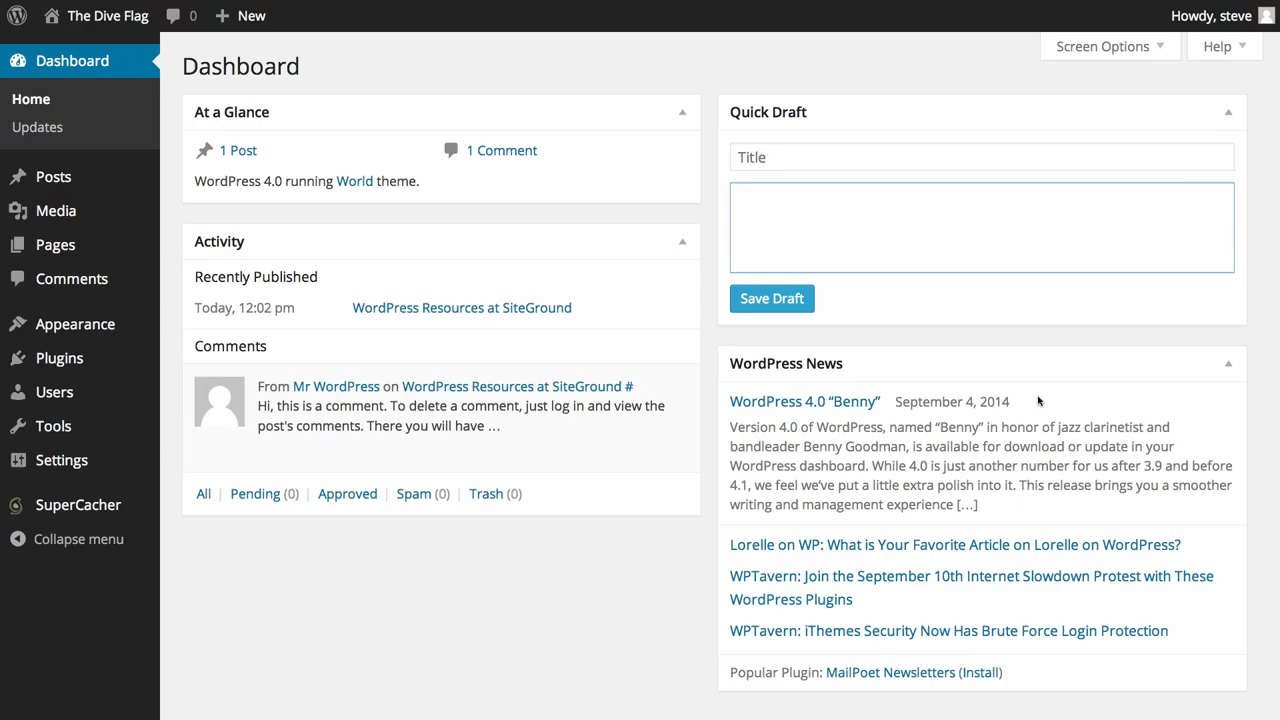 The Dive Flag 0 New Howdy, steve
Dashboard
Home
Updates
Posts
Media
Pages
Comments
Appearance
Plugins
Users
Tools
Settings
SuperCacher
Collapse menu
Screen Options Help
Dashboard
At a Glance
1 Post 1 Comment
WordPress 4.0 running World theme.
Activity
Recently Published
Today, 12:02 pm WordPress Resources at SiteGround
Comments
From Mr WordPress on WordPress Resources at SiteGround #
Hi, this is a comment. To delete a comment, just log in and view the
post's comments. There you will have …
All | Pending (0) | Approved | Spam (0) | Trash (0)
Quick Draft
Title
Save Draft
WordPress News
WordPress 4.0 “Benny” September 4, 2014
Version 4.0 of WordPress, named “Benny” in honor of jazz clarinetist and
bandleader Benny Goodman, is available for download or update in your
WordPress dashboard. While 4.0 is just another number for us after 3.9 and before
4.1, we feel we’ve put a little extra polish into it. This release brings you a smoother
writing and management experience […]
Lorelle on WP: What is Your Favorite Article on Lorelle on WordPress?
WPTavern: Join the September 10th Internet Slowdown Protest with These
WordPress Plugins
WPTavern: iThemes Security Now Has Brute Force Login Protection
Popular Plugin: MailPoet Newsletters (Install)